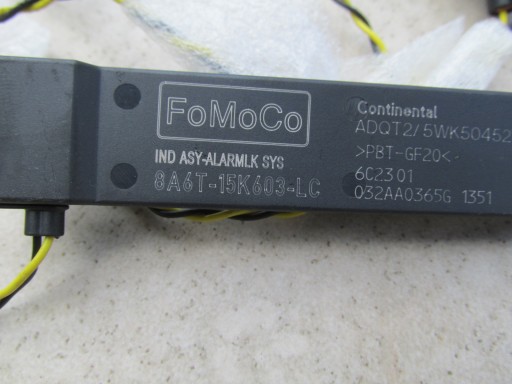 FoMoCo
IND ASY-ALARMLK SYS
8A6T-15K603-LC
Continental
ADQT2/5WK50452
>PBT-GF20<-
6C2301
032AA0365G 1351